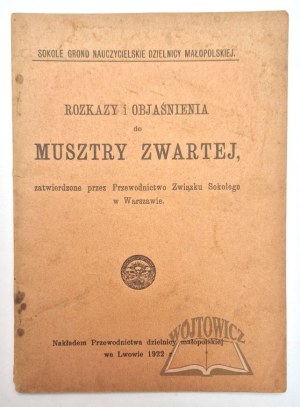 SOKOLE GRONO NAUCZYCIELSKIE DZIELNICY MAŁOPOLSKIEJ.
ROZKAZY i OBJAŚNIENIA
do
MUSZTRY ZWARTEJ,
zatwierdzone przez Przewodnictwo Związku Sokolego
w Warszawie.
Nakładem Przewodnictwa dzielnicy małopolskiej
we Lwowie 1922
WÓJTOWICZ